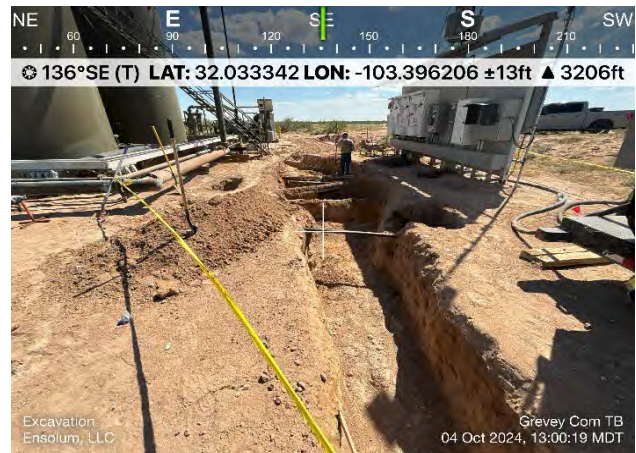 NE E SE S SW
60 90 120 150 180 210
136°SE (T) LAT: 32.033342 LON: -103.396206 ±13ft ▲ 3206ft
Excavation
Ensolum, LLC
Grevey Com TB
04 Oct 2024, 13:00:19 MDT